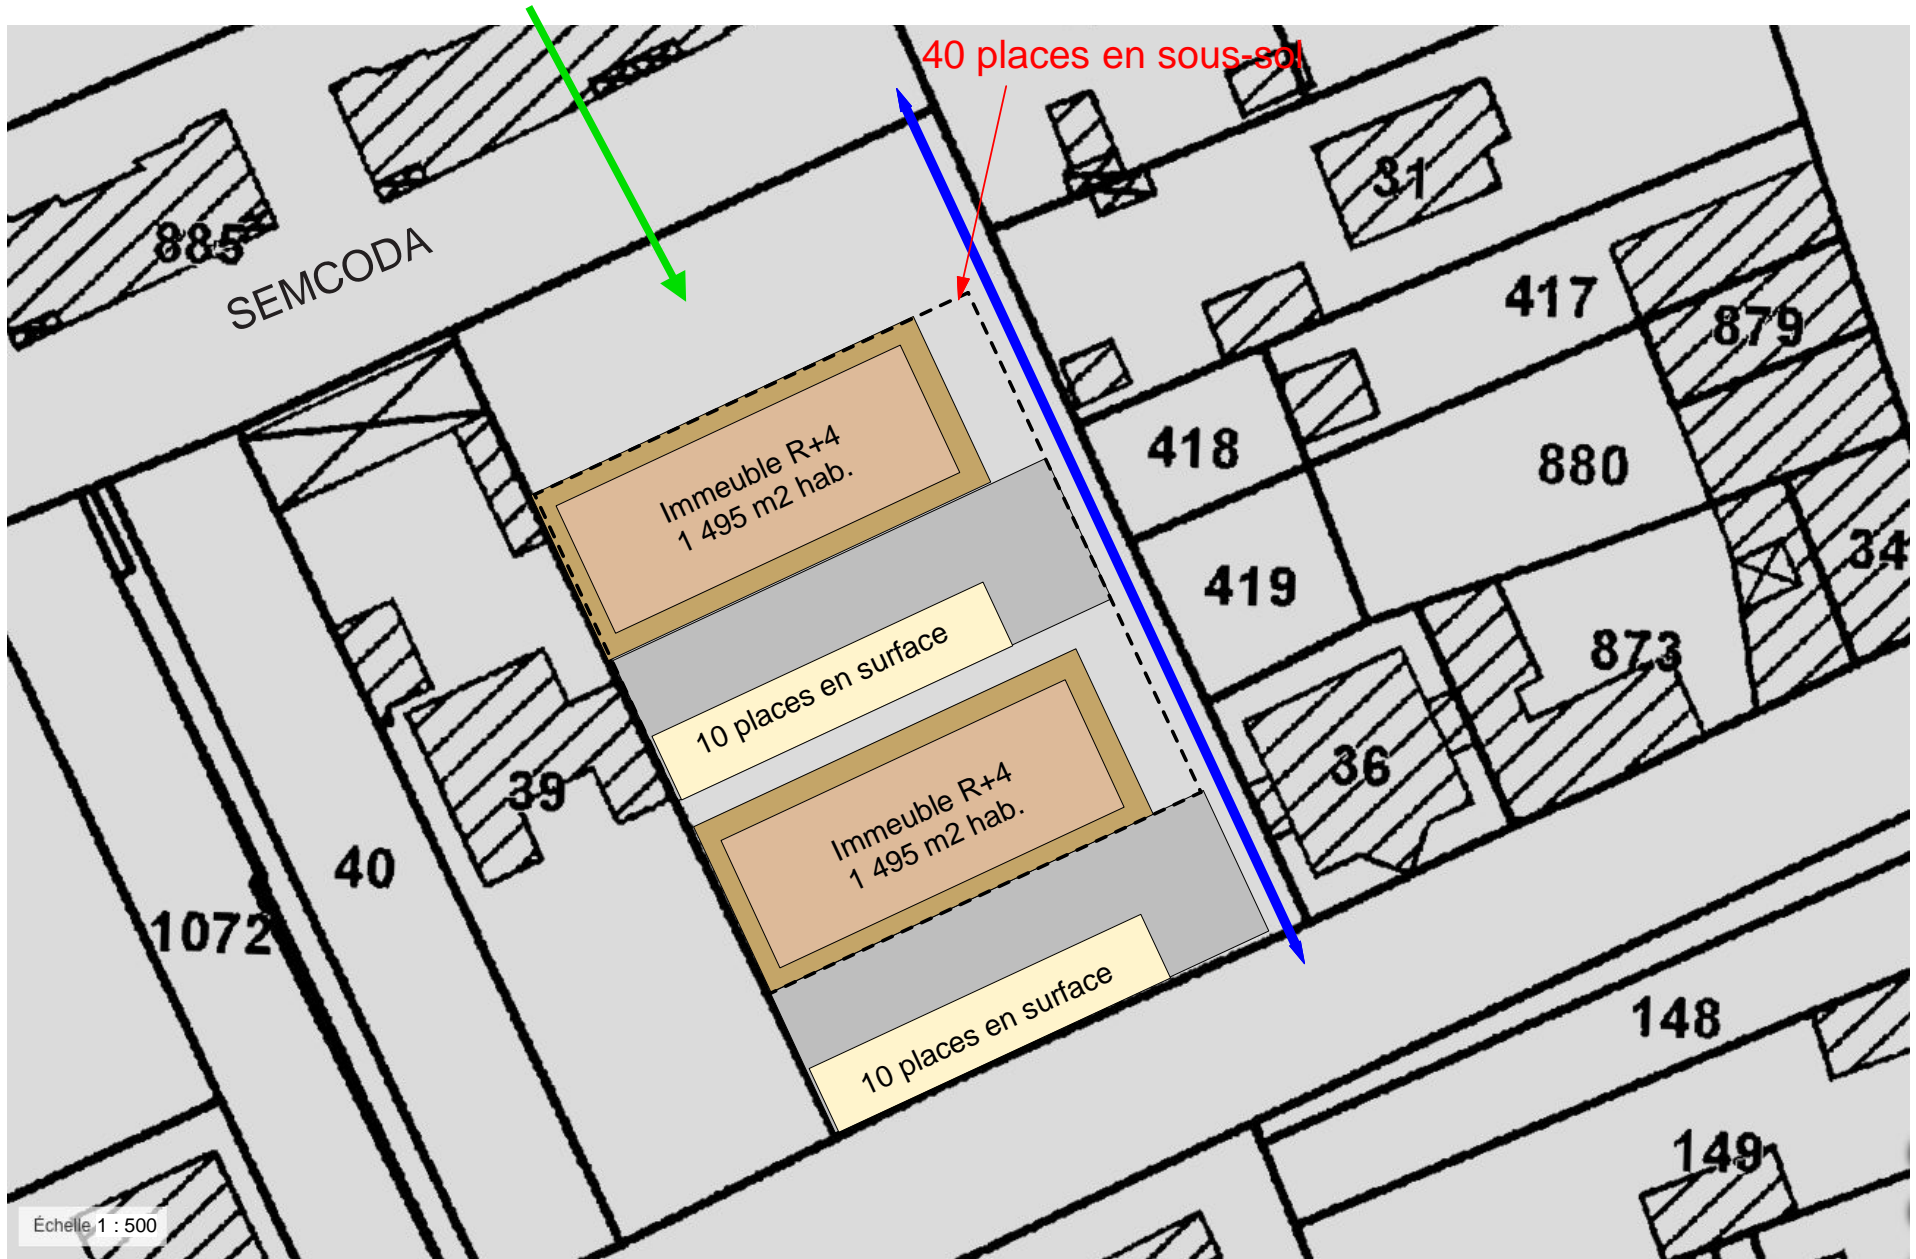 40 places en sous-sol
31
885
SEMCODA
417
879
418
880
Immeuble R+4
1 495 m2 hab.
419
34
873
10 places en surface
36
39
Immeuble R+4
1 495 m2 hab.
40
1072
148
10 places en surface
149
Échelle 1 : 500